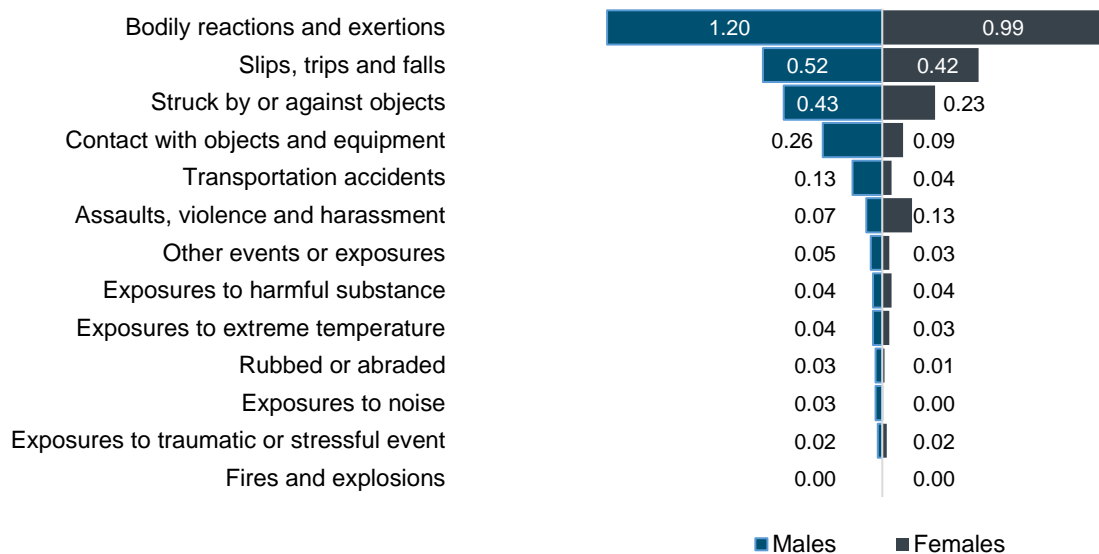 Bodily reactions and exertions 1.20 0.99
Slips, trips and falls 0.52 0.42
Struck by or against objects 0.43 0.23
Contact with objects and equipment 0.26 0.09
Transportation accidents 0.13 0.04
Assaults, violence and harassment 0.07 0.13
Other events or exposures 0.05 0.03
Exposures to harmful substance 0.04 0.04
Exposures to extreme temperature 0.04 0.03
Rubbed or abraded 0.03 0.01
Exposures to noise 0.03 0.00
Exposures to traumatic or stressful event 0.02 0.02
Fires and explosions 0.00 0.00
Males Females